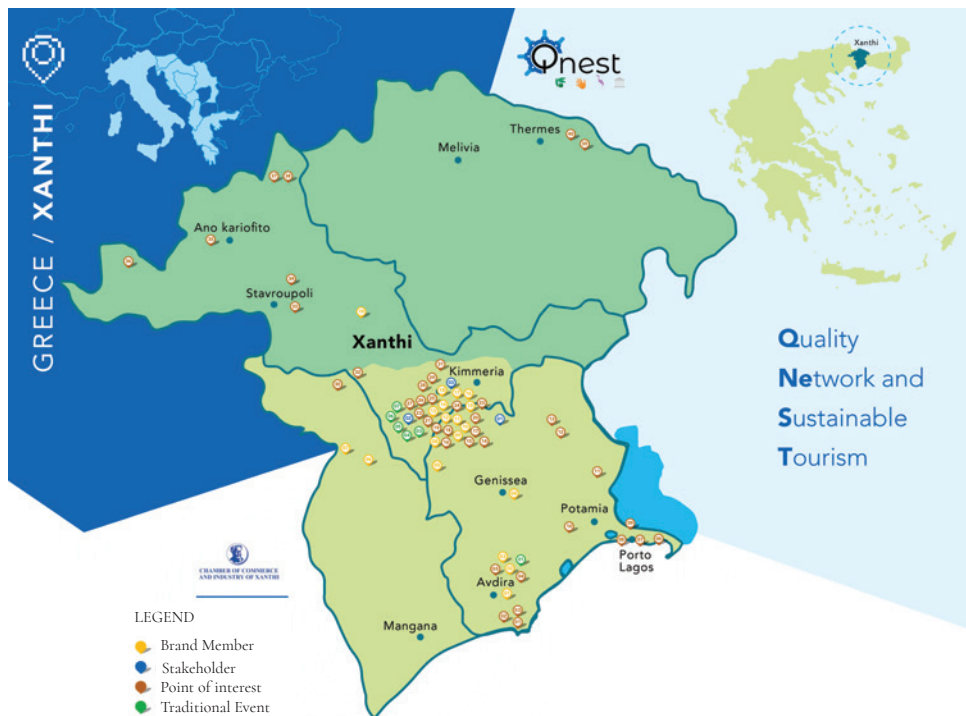 GREECE / XANTHI
Qnest
Xanthi
Thermes
Melivia
Ano kariofito
Stavroupoli
Xanthi
Kimmeria
Quality
Network and
Sustainable
Tourism
Genissea
Potamia
Porto
Lagos
Avdira
Mangana
CHAMBER OF COMMERCE
AND INDUSTRY OF XANTHI
LEGEND
Brand Member
Stakeholder
Point of interest
Traditional Event